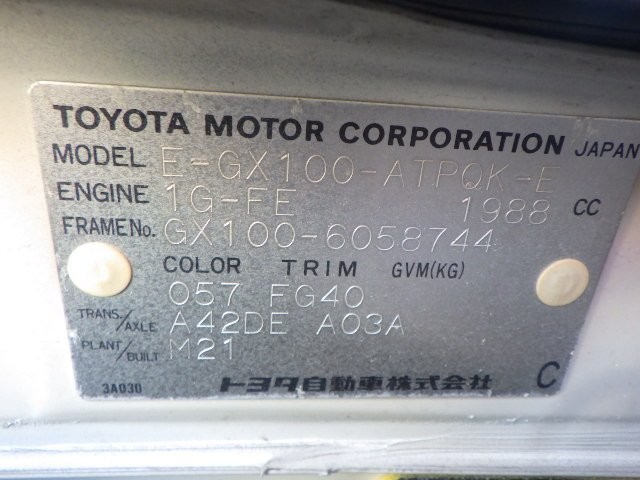 TOYOTA MOTOR CORPORATION JAPAN
MODEL E-GX100-ATPQK-E
ENGINE 1G-FE 1988 CC
FRAME No. GX100-6058744
COLOR TRIM GVM(KG)
057 FG40
TRANS./AXLE A42DE A03A
PLANT/BUILT M21
3A030 トヨタ自動車株式会社 C